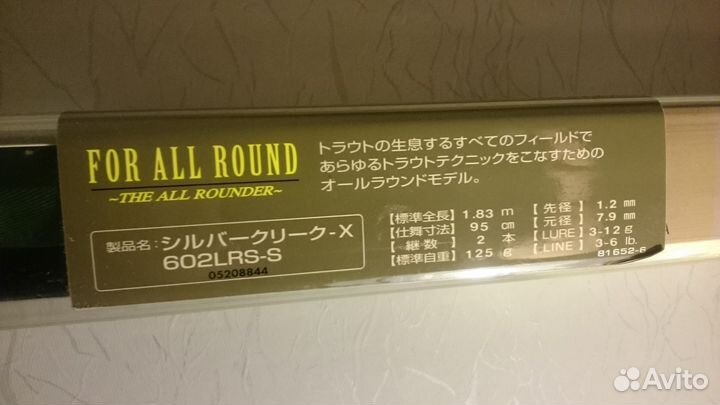 FOR ALL ROUND
~THE ALL ROUNDER~
トラウトの生息するすべてのフィールドで
あらゆるトラウトテクニックをこなすための
オールラウンドモデル。
製品名:シルバークリーク-X
602LRS-S
05208844
【標準全長】1.83 m 【先径】1.2 mm
【仕舞寸法】95 cm 【元径】7.9 mm
【継数】2 本 【LURE】3-12 g
【標準自重】125 g 【LINE】3-6 lb.
81652-6
Avito